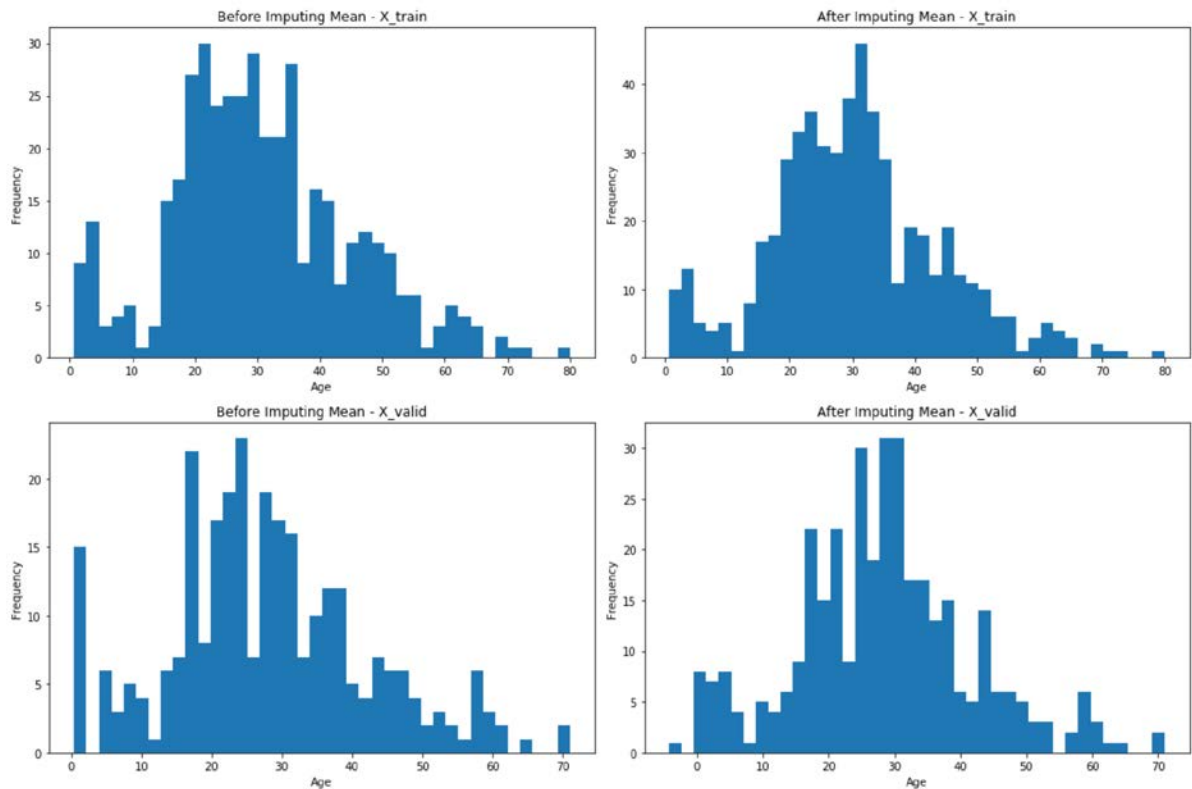 Before Imputing Mean - X_train
Frequency
30
25
20
15
10
5
0
0 10 20 30 40 50 60 70 80
Age
After Imputing Mean - X_train
Frequency
40
30
20
10
0
0 10 20 30 40 50 60 70 80
Age
Before Imputing Mean - X_valid
Frequency
20
15
10
5
0
0 10 20 30 40 50 60 70
Age
After Imputing Mean - X_valid
Frequency
30
25
20
15
10
5
0
0 10 20 30 40 50 60 70
Age